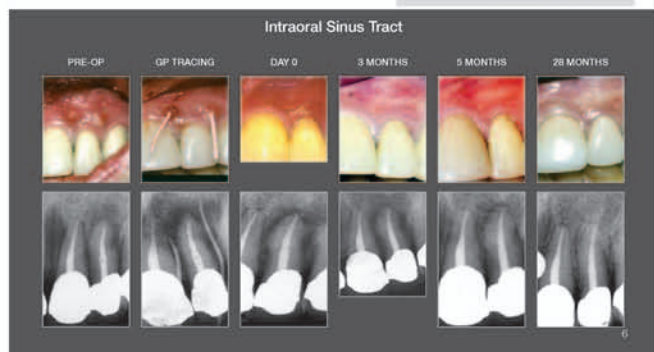 Intraoral Sinus Tract
PRE-OP
GP TRACING
DAY 0
3 MONTHS
5 MONTHS
28 MONTHS
6